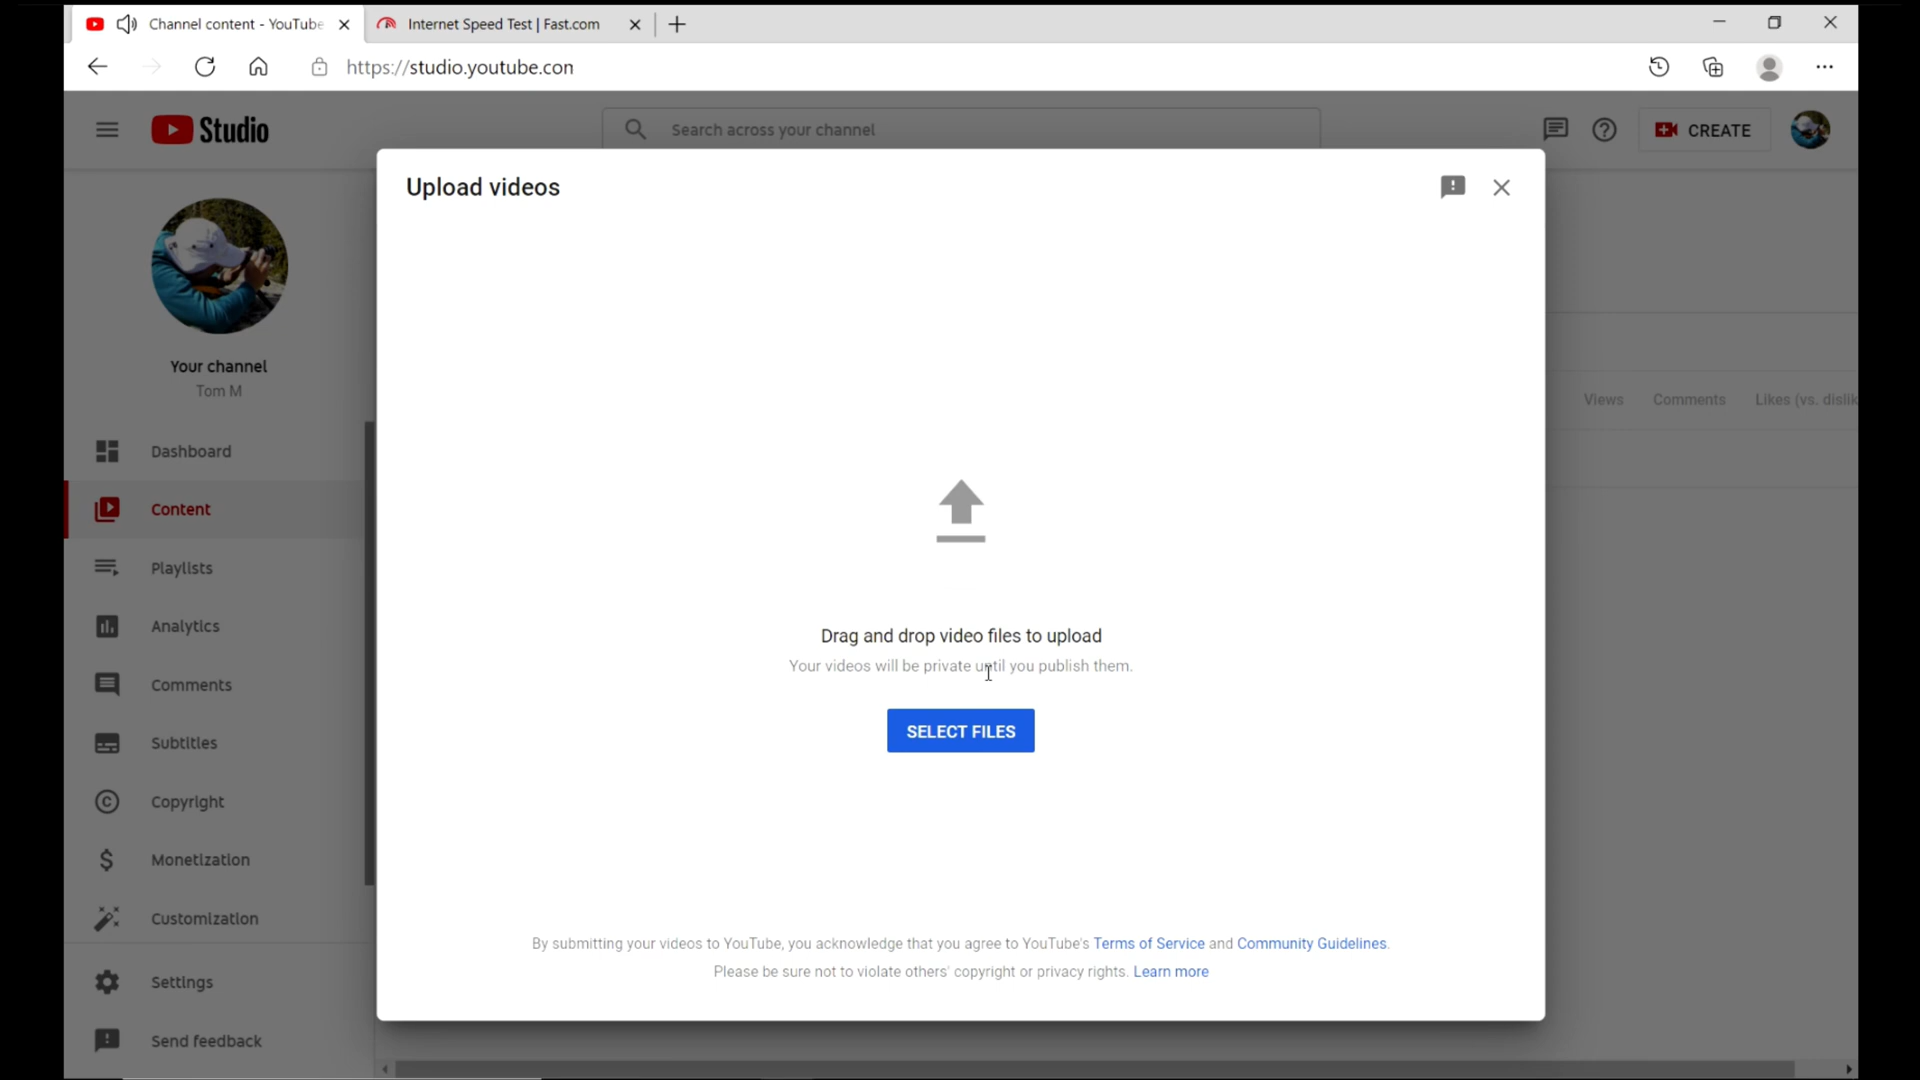 Channel content - YouTube
Internet Speed Test | Fast.com
https://studio.youtube.con
Studio
Search across your channel
CREATE
Upload videos
Your channel
Tom M
Views
Comments
Likes (vs. dislik
Dashboard
Content
Playlists
Analytics
Comments
Subtitles
Copyright
Monetization
Customization
Settings
Send feedback
Drag and drop video files to upload
Your videos will be private until you publish them.
SELECT FILES
By submitting your videos to YouTube, you acknowledge that you agree to YouTube's Terms of Service and Community Guidelines.
Please be sure not to violate others' copyright or privacy rights. Learn more